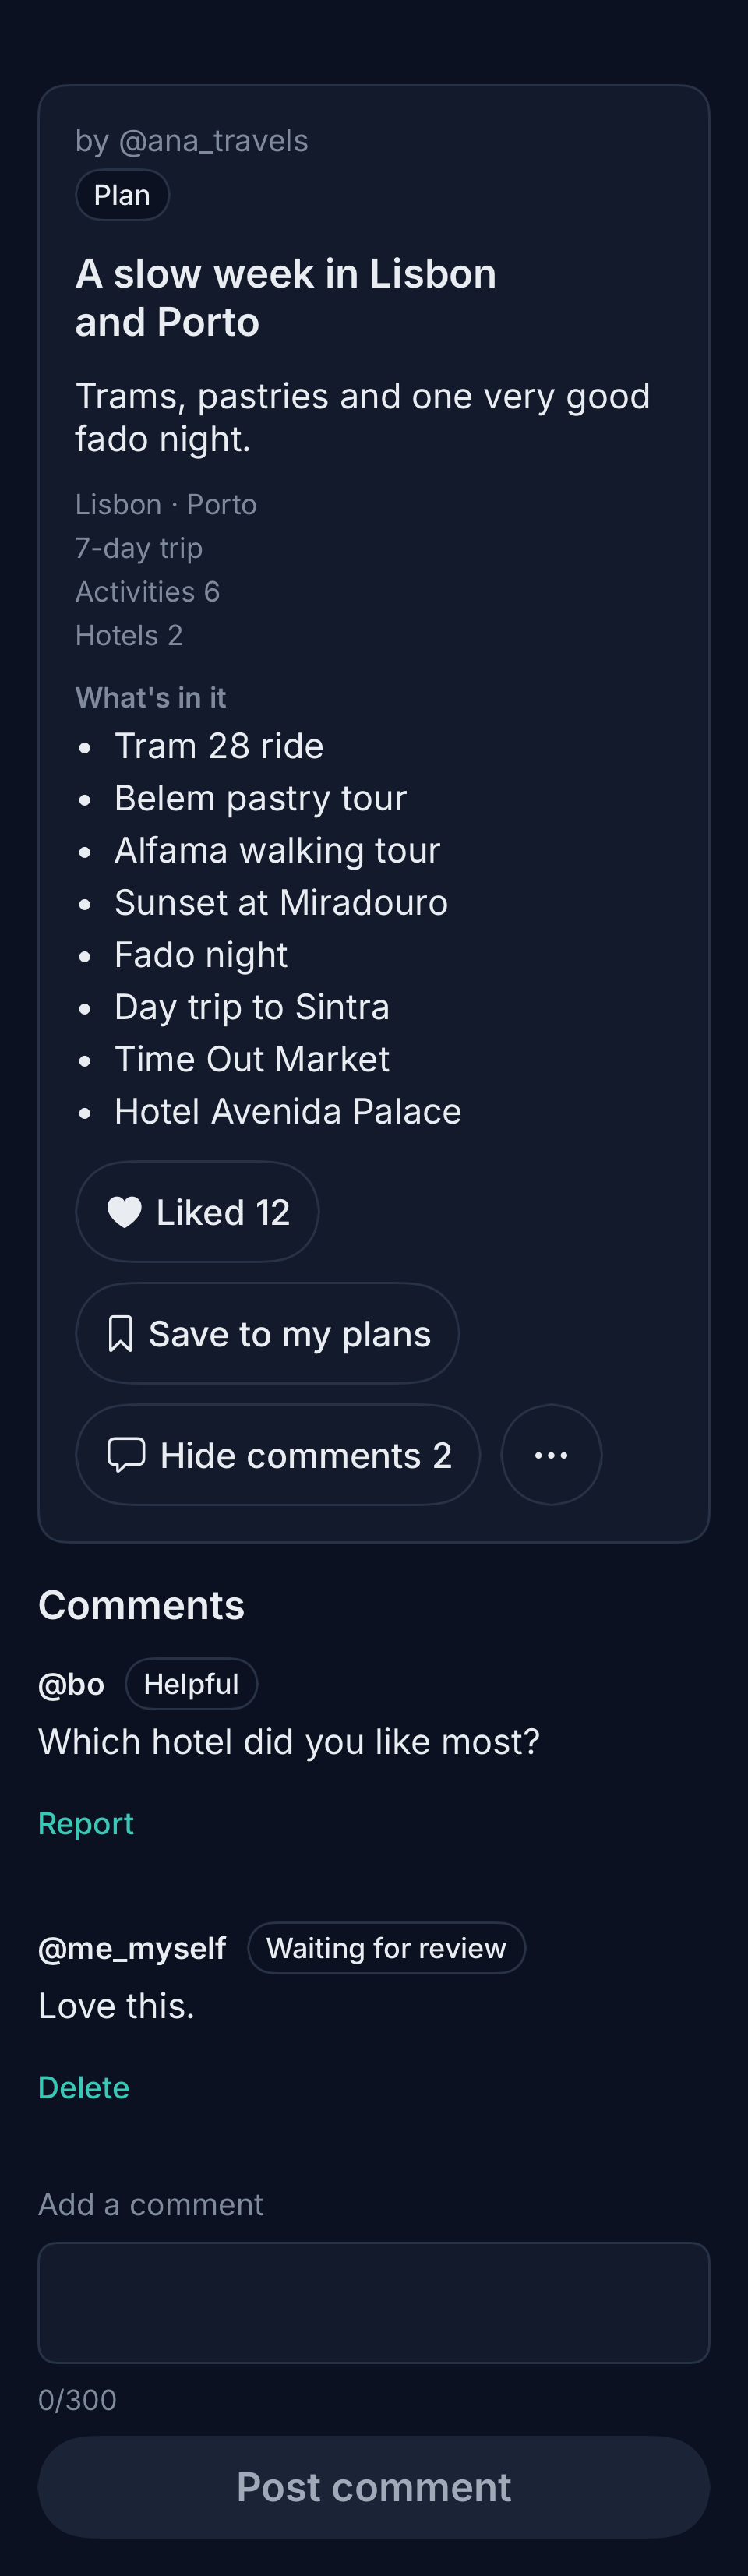 by @ana_travels
Plan
A slow week in Lisbon
and Porto
Trams, pastries and one very good
fado night.
Lisbon · Porto
7-day trip
Activities 6
Hotels 2
What's in it
• Tram 28 ride
• Belem pastry tour
• Alfama walking tour
• Sunset at Miradouro
• Fado night
• Day trip to Sintra
• Time Out Market
• Hotel Avenida Palace
Liked 12
Save to my plans
Hide comments 2
Comments
@bo Helpful
Which hotel did you like most?
Report
@me_myself Waiting for review
Love this.
Delete
Add a comment
0/300
Post comment